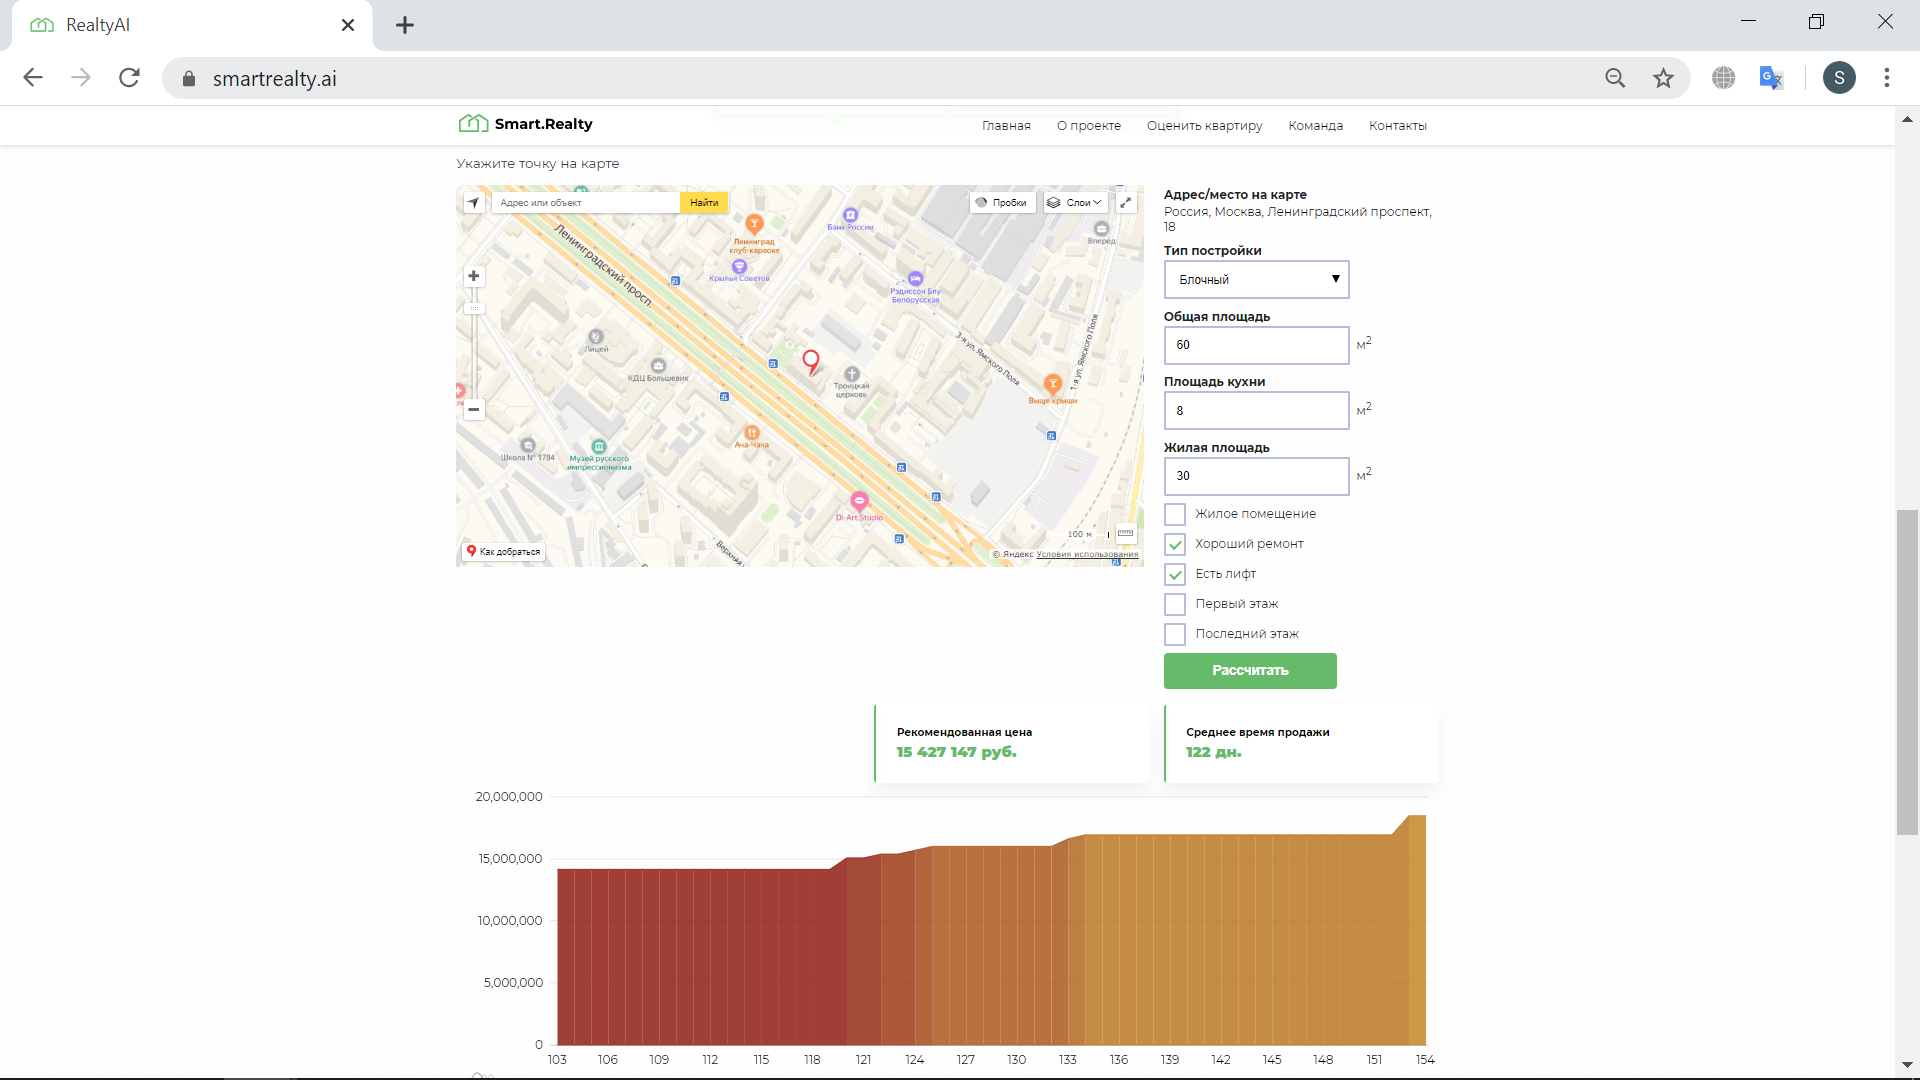 RealtyAI
smartrealty.ai
S
Smart.Realty
Главная
О проекте
Оценить квартиру
Команда
Контакты
Укажите точку на карте
Адрес или объект
Найти
Пробки
Слои
Ленинградский просп.
Ленинград
клуб-караоке
Банк России
Вперёд
Крылья Советов
Рэдиссон Блу
Белорусская
Лицей
КДЦ Большевик
Троицкая
церковь
3-я ул. Ямского Поля
1-я ул. Ямского Поля
Выше крыши
Ача-Чача
Школа № 1784
Музей русского
импрессионизма
Di-Art Studio
Верхняя
100 м
Как добраться
© Яндекс Условия использования
Адрес/место на карте
Россия, Москва, Ленинградский проспект,
18
Тип постройки
Блочный
Общая площадь
60
м2
Площадь кухни
8
м2
Жилая площадь
30
м2
Жилое помещение
Хороший ремонт
Есть лифт
Первый этаж
Последний этаж
Рассчитать
Рекомендованная цена
15 427 147 руб.
Среднее время продажи
122 дн.
20,000,000
15,000,000
10,000,000
5,000,000
0
103 106 109 112 115 118 121 124 127 130 133 136 139 142 145 148 151 154